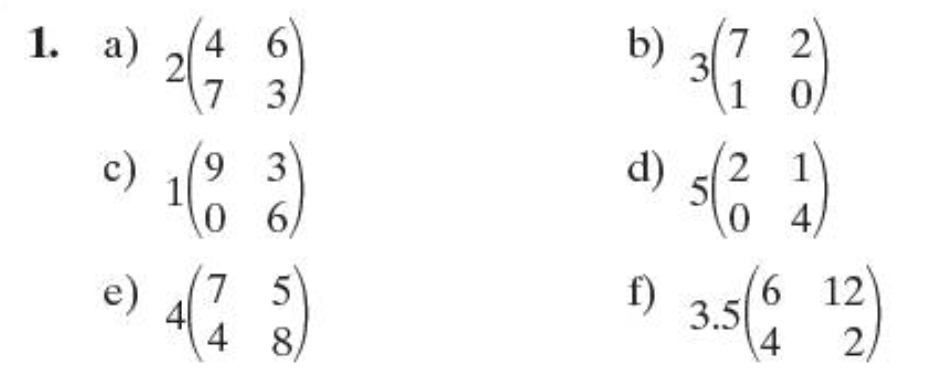 1. a) 2(4 6 b) 3(7 2
7 3) 1 0)
c) 1(9 3 d) 5(2 1
0 6) 0 4)
e) 4(7 5 f) 3.5(6 12
4 8) 4 2)